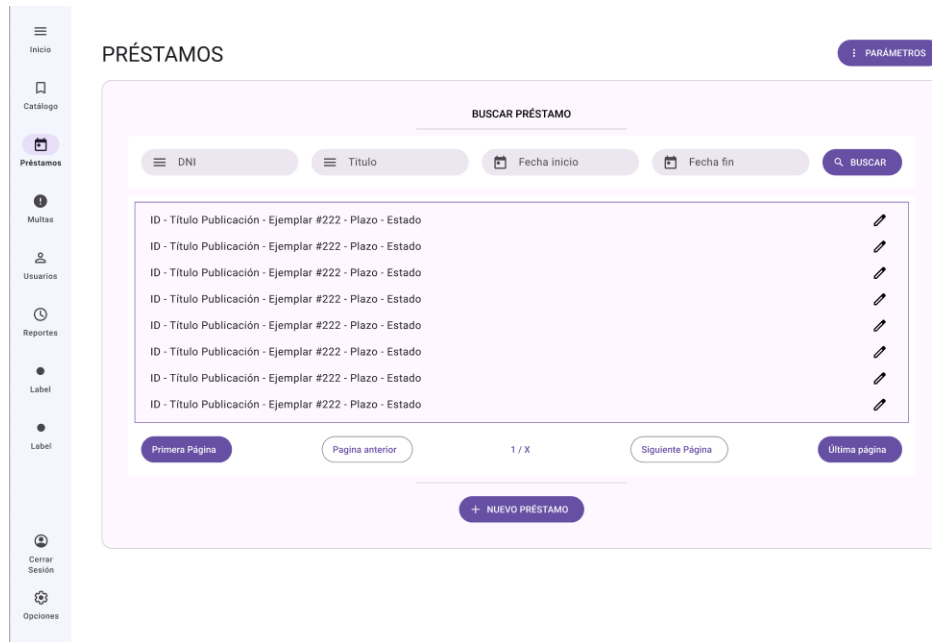 Inicio
Catálogo
Préstamos
Multas
Usuarios
Reportes
Label
Label
Cerrar
Sesión
Opciones
PRÉSTAMOS
PARÁMETROS
BUSCAR PRÉSTAMO
DNI
Titulo
Fecha inicio
Fecha fin
BUSCAR
ID - Título Publicación - Ejemplar #222 - Plazo - Estado
ID - Título Publicación - Ejemplar #222 - Plazo - Estado
ID - Título Publicación - Ejemplar #222 - Plazo - Estado
ID - Título Publicación - Ejemplar #222 - Plazo - Estado
ID - Título Publicación - Ejemplar #222 - Plazo - Estado
ID - Título Publicación - Ejemplar #222 - Plazo - Estado
ID - Título Publicación - Ejemplar #222 - Plazo - Estado
ID - Título Publicación - Ejemplar #222 - Plazo - Estado
Primera Página
Pagina anterior
1 / X
Siguiente Página
Última página
+ NUEVO PRÉSTAMO